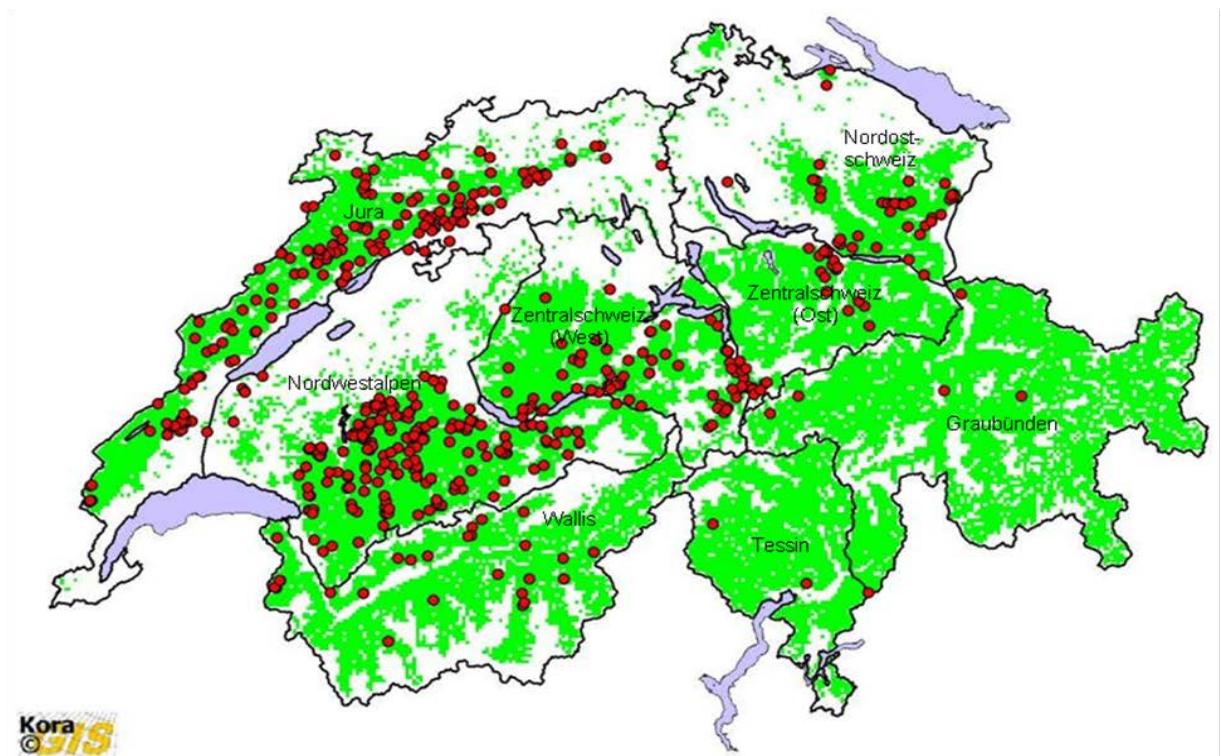 Nordost-
schweiz
Jura
Zentralschweiz
(West)
Zentralschweiz
(Ost)
Nordwestalpen
Graubünden
Wallis
Tessin
Kora
©GIS